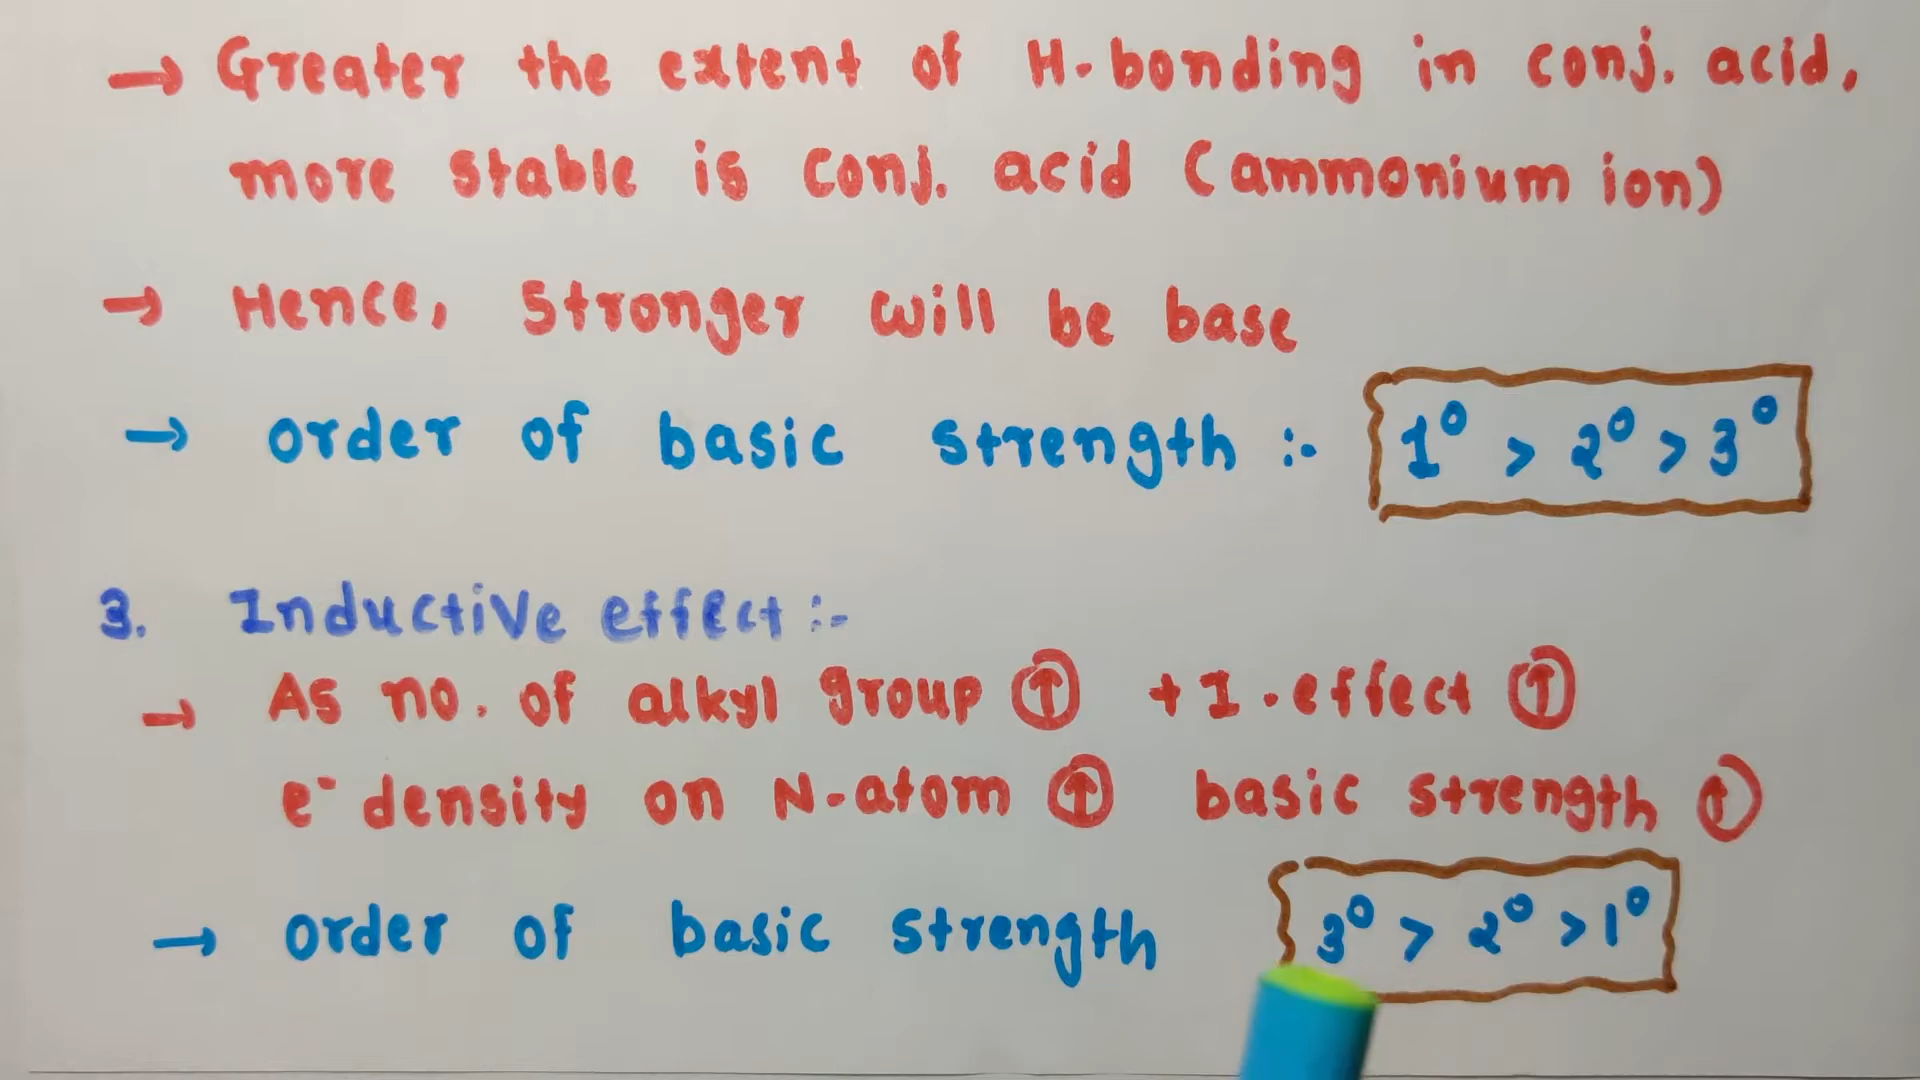 → Greater the extent of H-bonding in conj. acid,
more stable is conj. acid (ammonium ion)
→ Hence, stronger will be base
→ order of basic strength :- 1° > 2° > 3°
3. Inductive effect :-
→ As no. of alkyl group ↑ +I-effect ↑
e⁻ density on N-atom ↑ basic strength ↑
→ order of basic strength 3° > 2° > 1°